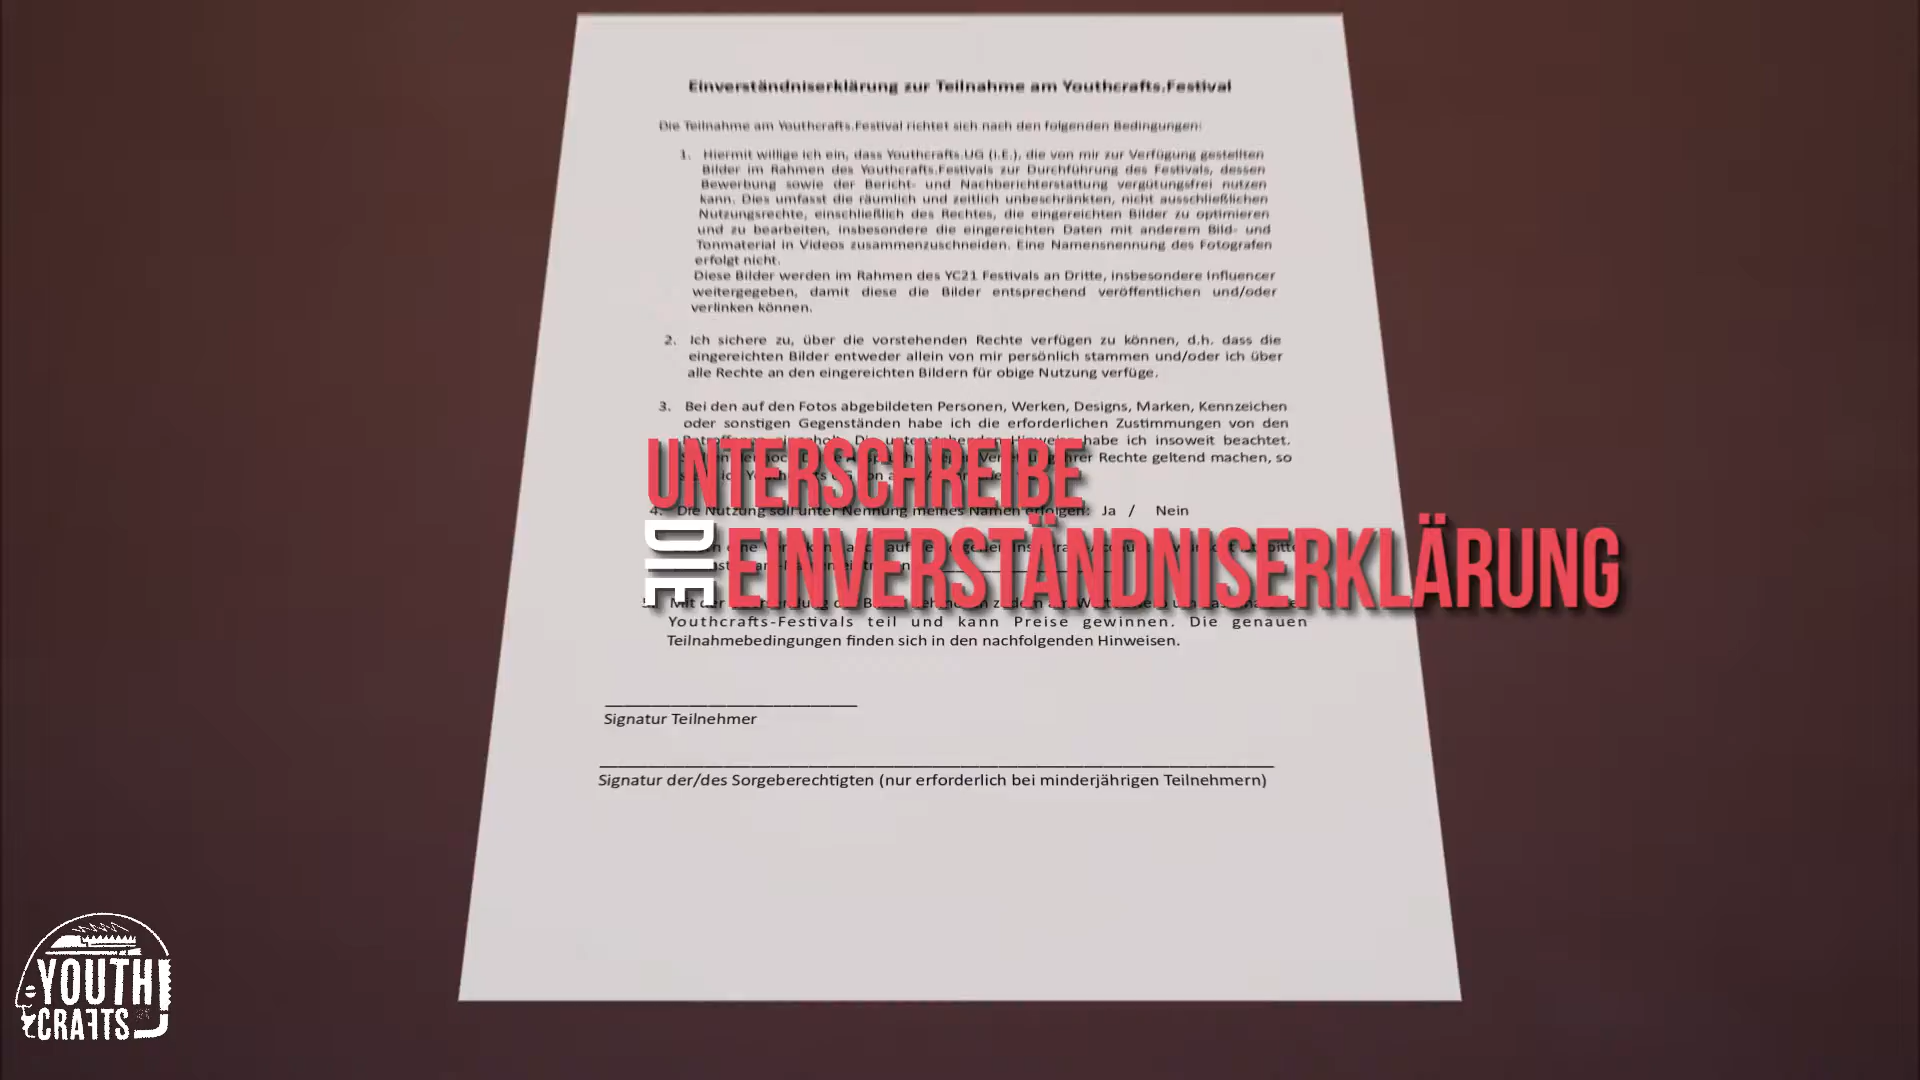 Einverständniserklärung zur Teilnahme am Youthcrafts.Festival
Die Teilnahme am Youthcrafts.Festival richtet sich nach den folgenden Bedingungen:
1. Hiermit willige ich ein, dass Youthcrafts.UG (i.E.), die von mir zur Verfügung gestellten
Bilder im Rahmen des Youthcrafts.Festivals zur Durchführung des Festivals, dessen
Bewerbung sowie der Bericht- und Nachberichterstattung vergütungsfrei nutzen
kann. Dies umfasst die räumlich und zeitlich unbeschränkten, nicht ausschließlichen
Nutzungsrechte, einschließlich des Rechtes, die eingereichten Bilder zu optimieren
und zu bearbeiten, insbesondere die eingereichten Daten mit anderem Bild- und
Tonmaterial in Videos zusammenzuschneiden. Eine Namensnennung des Fotografen
erfolgt nicht.
Diese Bilder werden im Rahmen des YC21 Festivals an Dritte, insbesondere Influencer
weitergegeben, damit diese die Bilder entsprechend veröffentlichen und/oder
verlinken können.
2. Ich sichere zu, über die vorstehenden Rechte verfügen zu können, d.h. dass die
eingereichten Bilder entweder allein von mir persönlich stammen und/oder ich über
alle Rechte an den eingereichten Bildern für obige Nutzung verfüge.
3. Bei den auf den Fotos abgebildeten Personen, Werken, Designs, Marken, Kennzeichen
oder sonstigen Gegenständen habe ich die erforderlichen Zustimmungen von den
habe ich insoweit beachtet.
Rechte geltend machen, so
UNTERSCHREIBE
4. Die Nutzung soll unter Nennung meines Namen erfolgen: Ja / Nein
DIE EINVERSTÄNDNISERKLÄRUNG
5. Mit der
Youthcrafts-Festivals teil und kann Preise gewinnen. Die genauen
Teilnahmebedingungen finden sich in den nachfolgenden Hinweisen.
Signatur Teilnehmer
Signatur der/des Sorgeberechtigten (nur erforderlich bei minderjährigen Teilnehmern)
YOUTH
CRAFTS